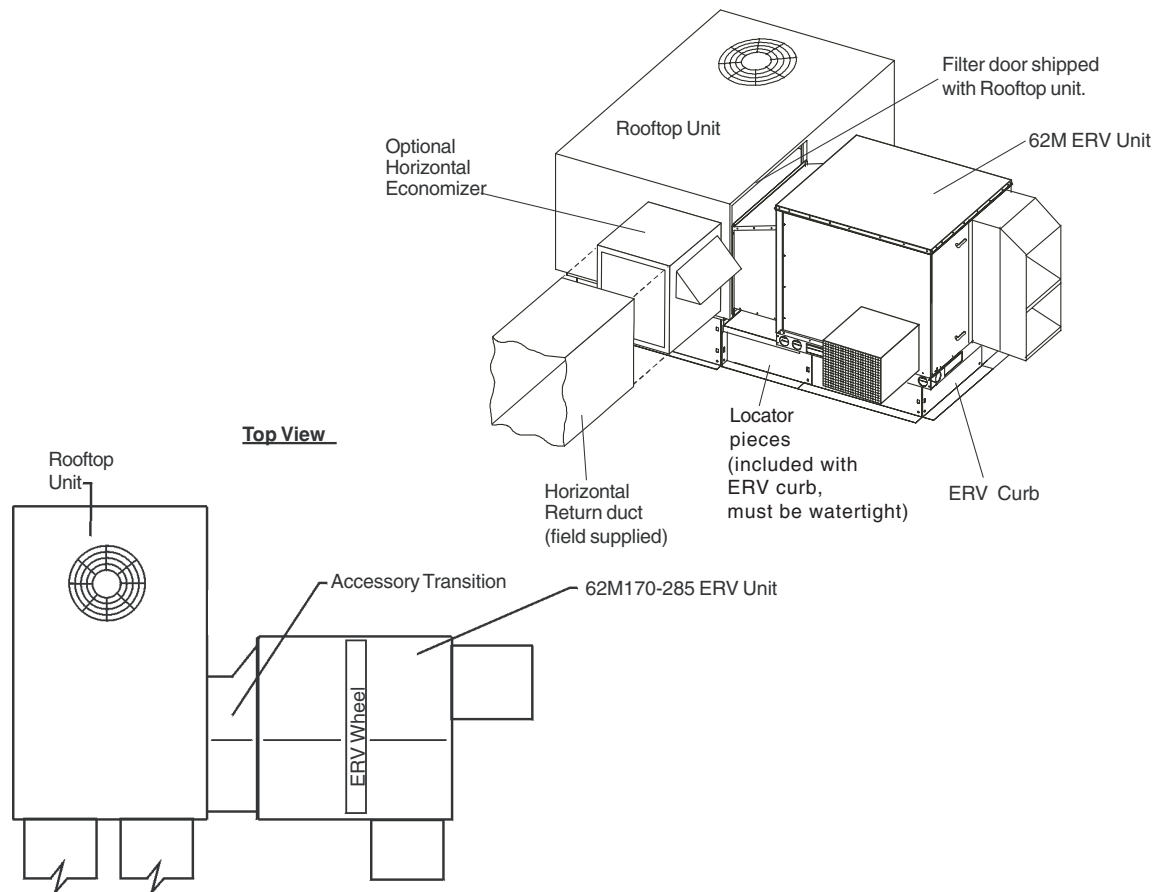 Filter door shipped
with Rooftop unit.
Rooftop Unit
62M ERV Unit
Optional
Horizontal
Economizer
Locator
pieces
(included with
ERV curb,
must be watertight)
ERV Curb
Horizontal
Return duct
(field supplied)
Top View
Rooftop
Unit
Accessory Transition
62M170-285 ERV Unit
ERV Wheel